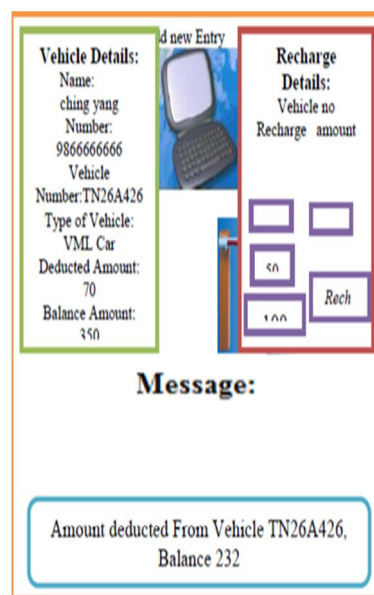 d new Entry
Vehicle Details:
Name:
ching yang
Number:
9866666666
Vehicle
Number:TN26A426
Type of Vehicle:
VML Car
Deducted Amount:
70
Balance Amount:
350
Recharge
Details:
Vehicle no
Recharge amount
50
100
Rech
Message:
Amount deducted From Vehicle TN26A426,
Balance 232